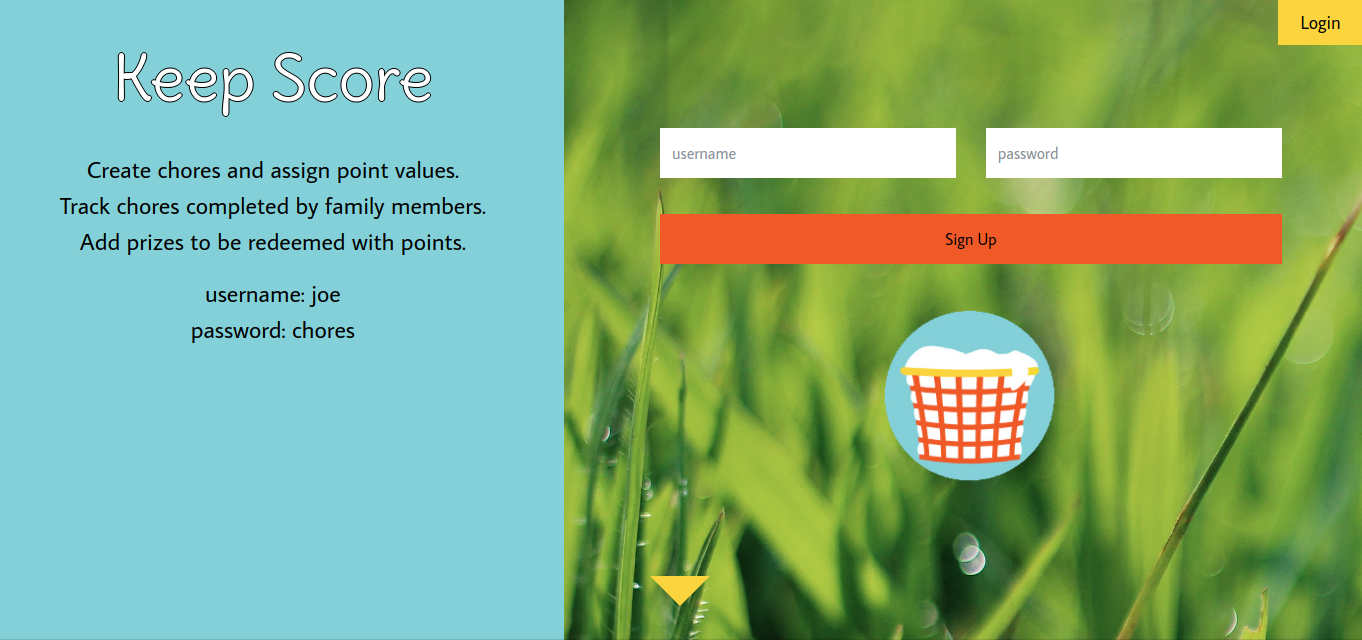 Keep Score
Create chores and assign point values.
Track chores completed by family members.
Add prizes to be redeemed with points.
username: joe
password: chores
Login
username
password
Sign Up